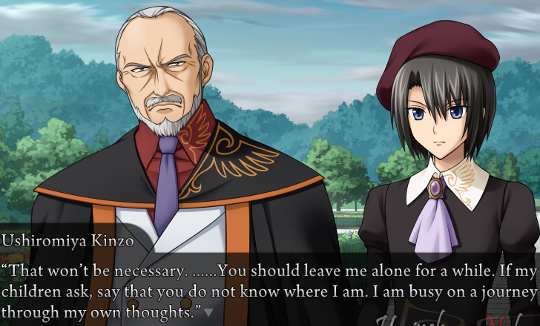 Ushiromiya Kinzo
“That won’t be necessary. ......You should leave me alone for a while. If my
children ask, say that you do not know where I am. I am busy on a journey
through my own thoughts.”